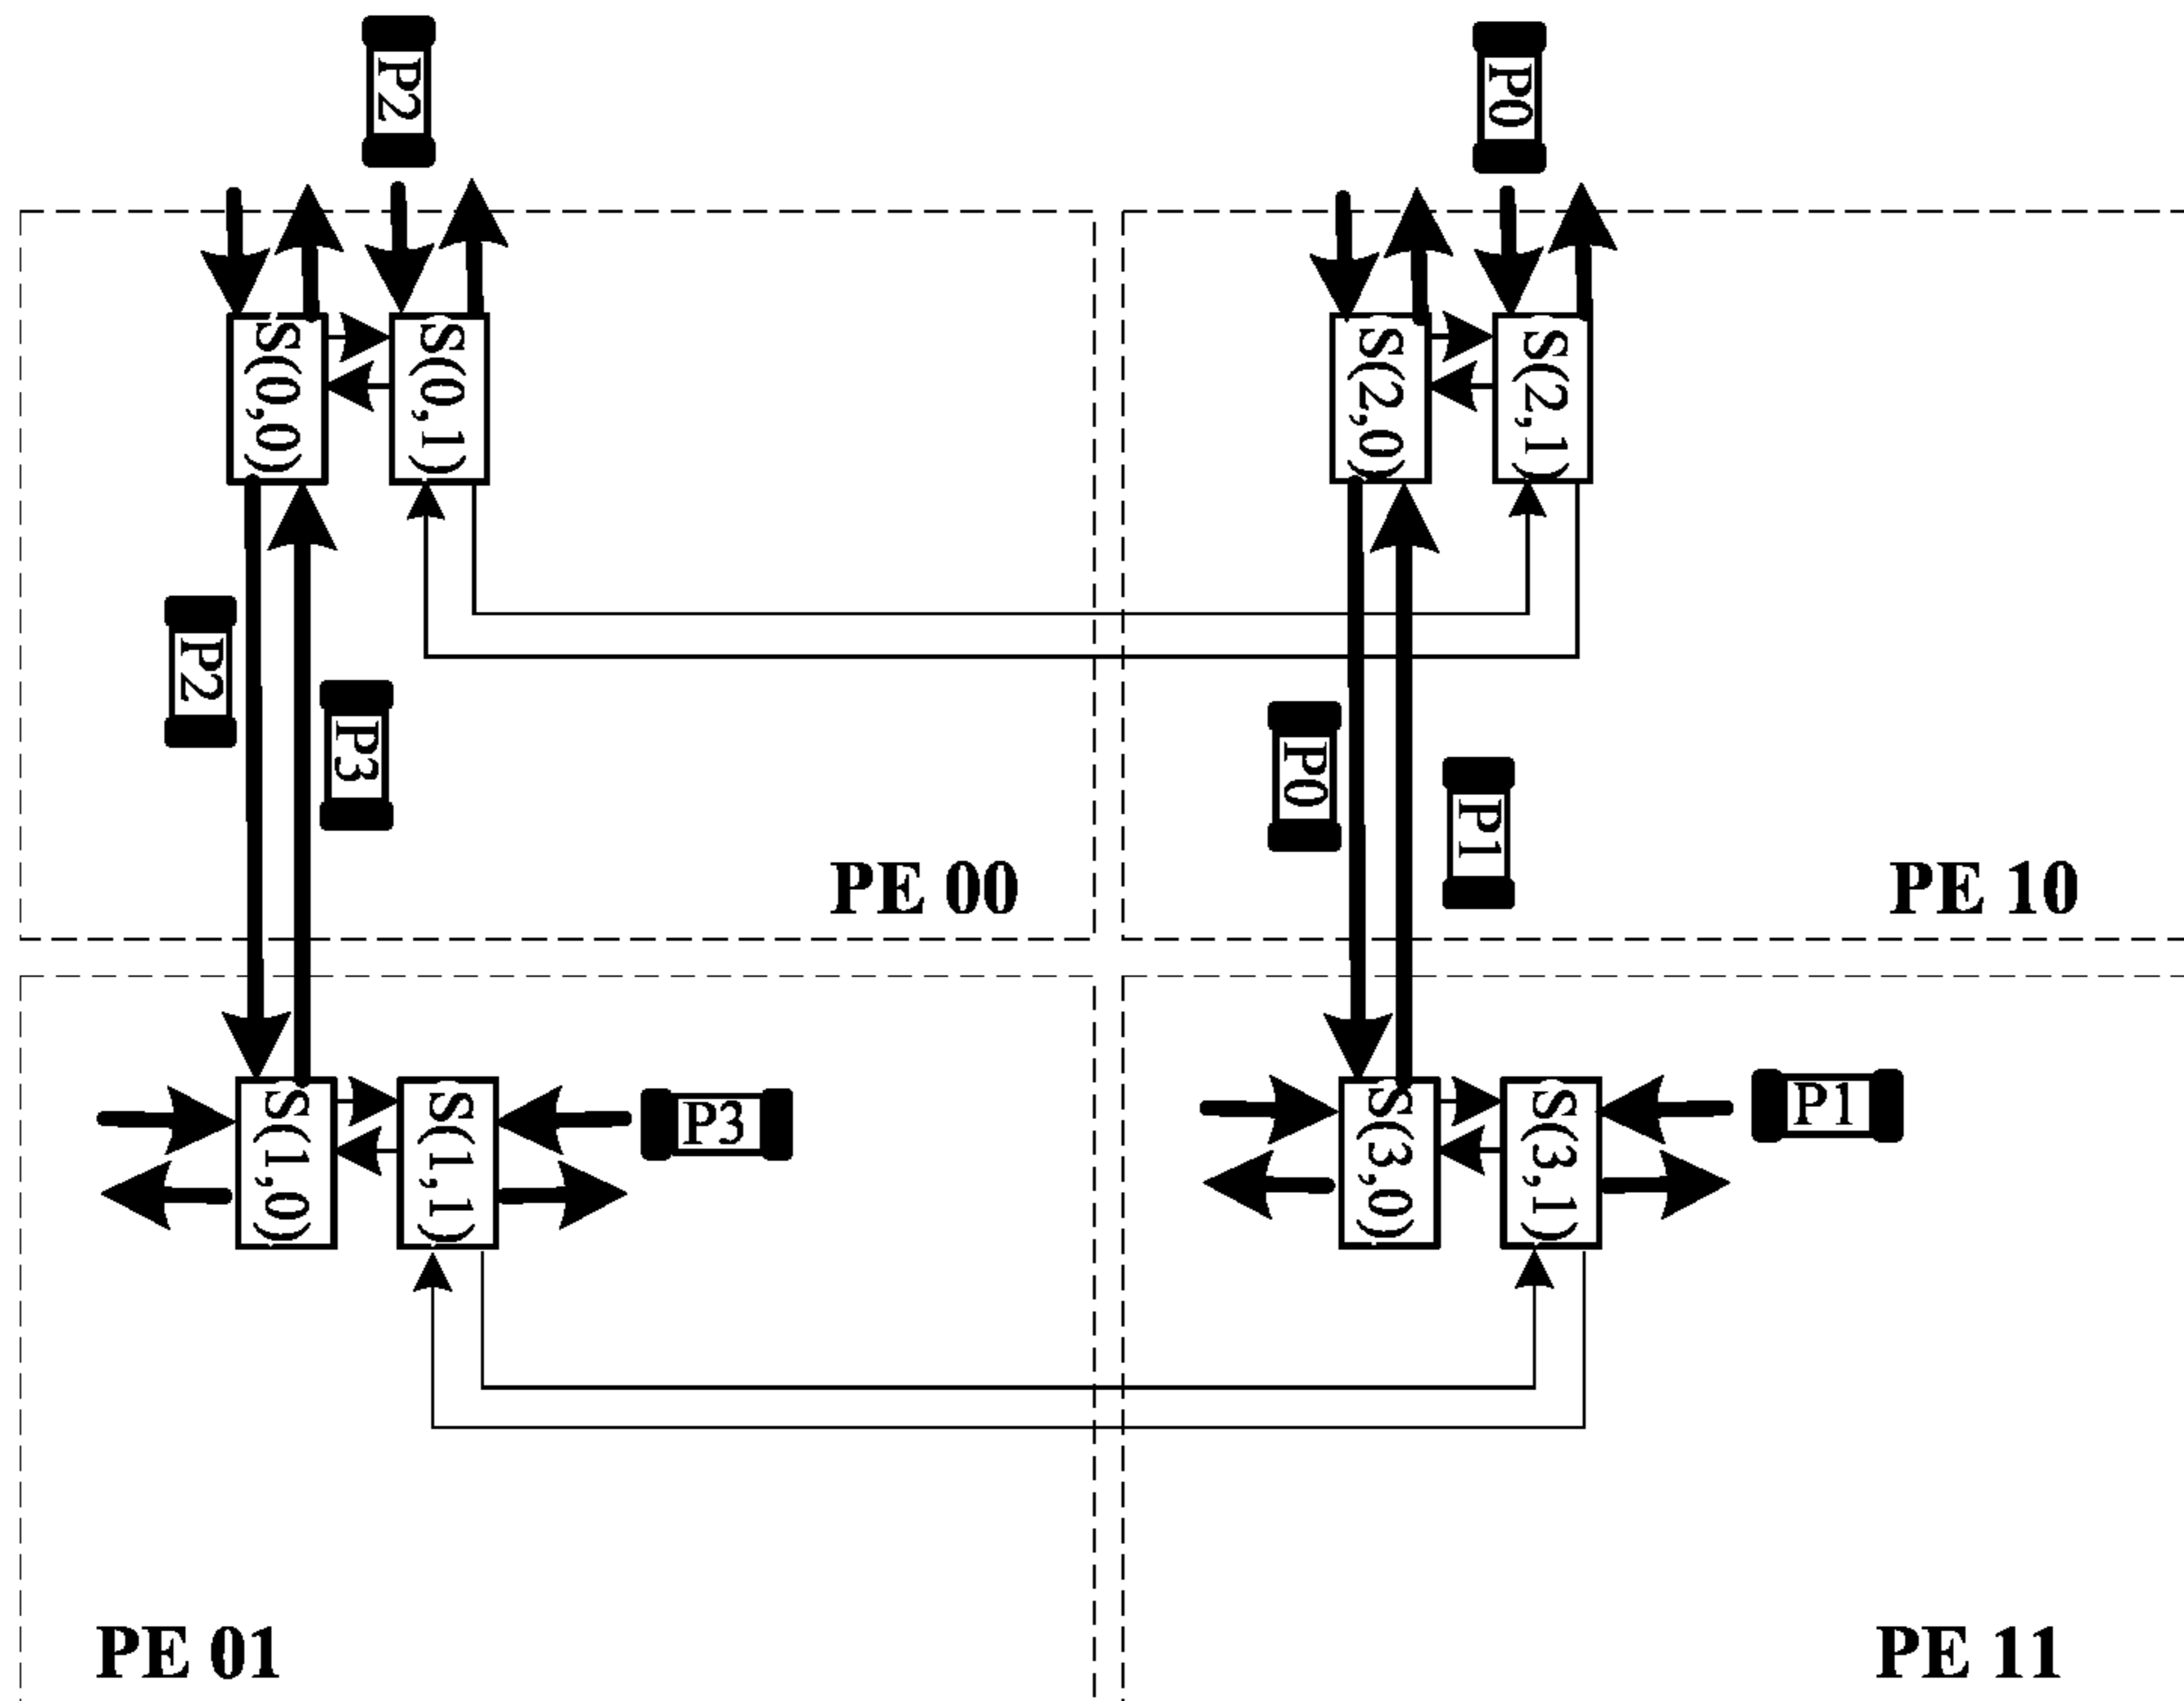 P2
P0
S(0,0)
S(0,1)
S(2,0)
S(2,1)
P2
P3
P0
P1
PE 00
PE 10
S(1,0)
S(1,1)
P3
S(3,0)
S(3,1)
P1
PE 01
PE 11